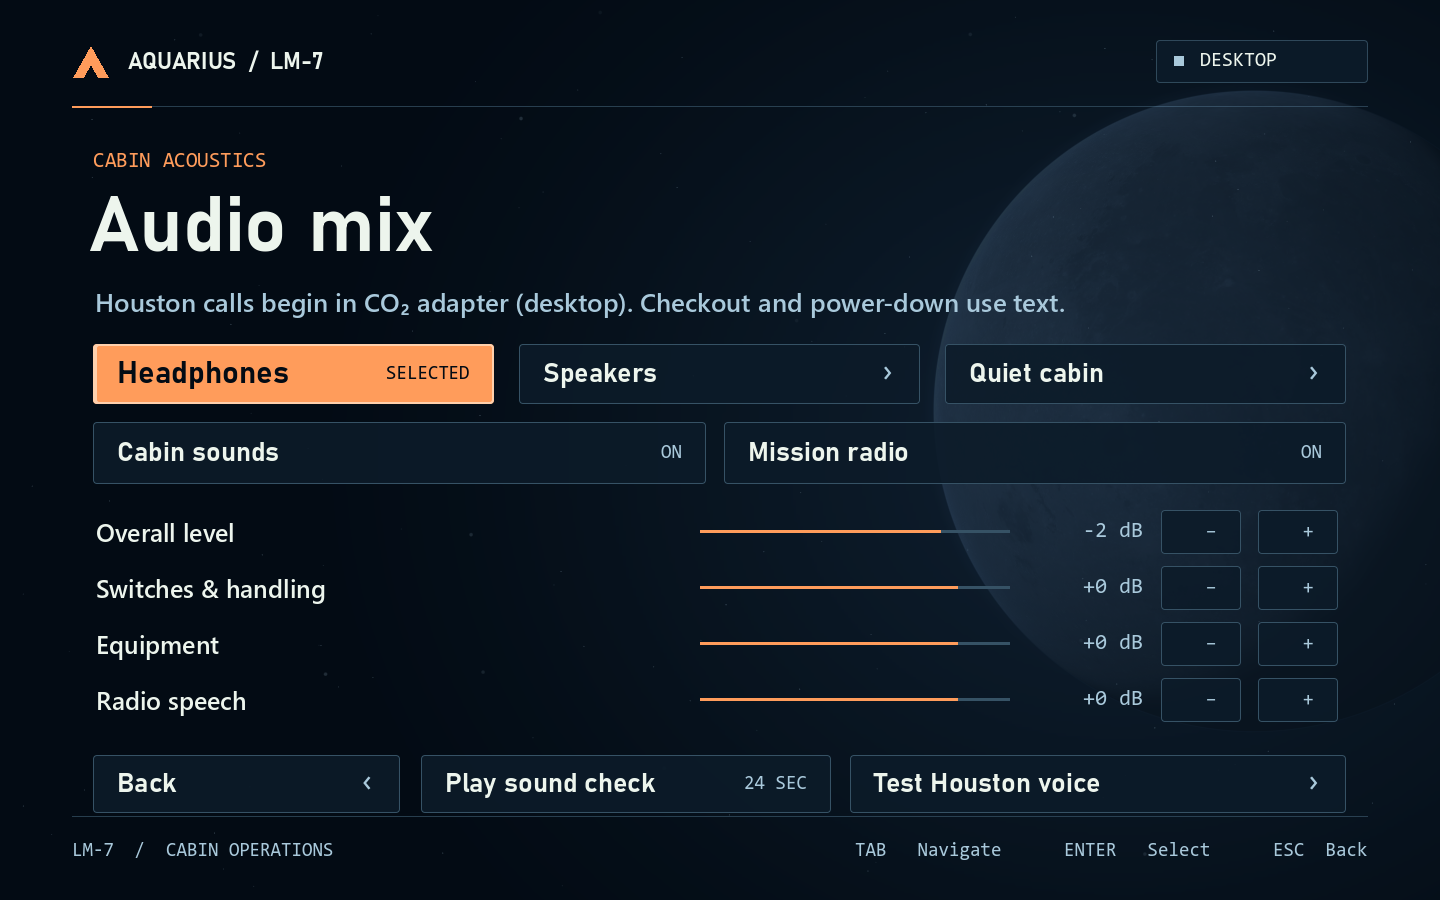 AQUARIUS / LM-7
DESKTOP
CABIN ACOUSTICS
Audio mix
Houston calls begin in CO₂ adapter (desktop). Checkout and power-down use text.
Headphones SELECTED
Speakers ›
Quiet cabin ›
Cabin sounds ON
Mission radio ON
Overall level -2 dB − +
Switches & handling +0 dB − +
Equipment +0 dB − +
Radio speech +0 dB − +
Back ‹
Play sound check 24 SEC
Test Houston voice ›
LM-7 / CABIN OPERATIONS
TAB Navigate ENTER Select ESC Back